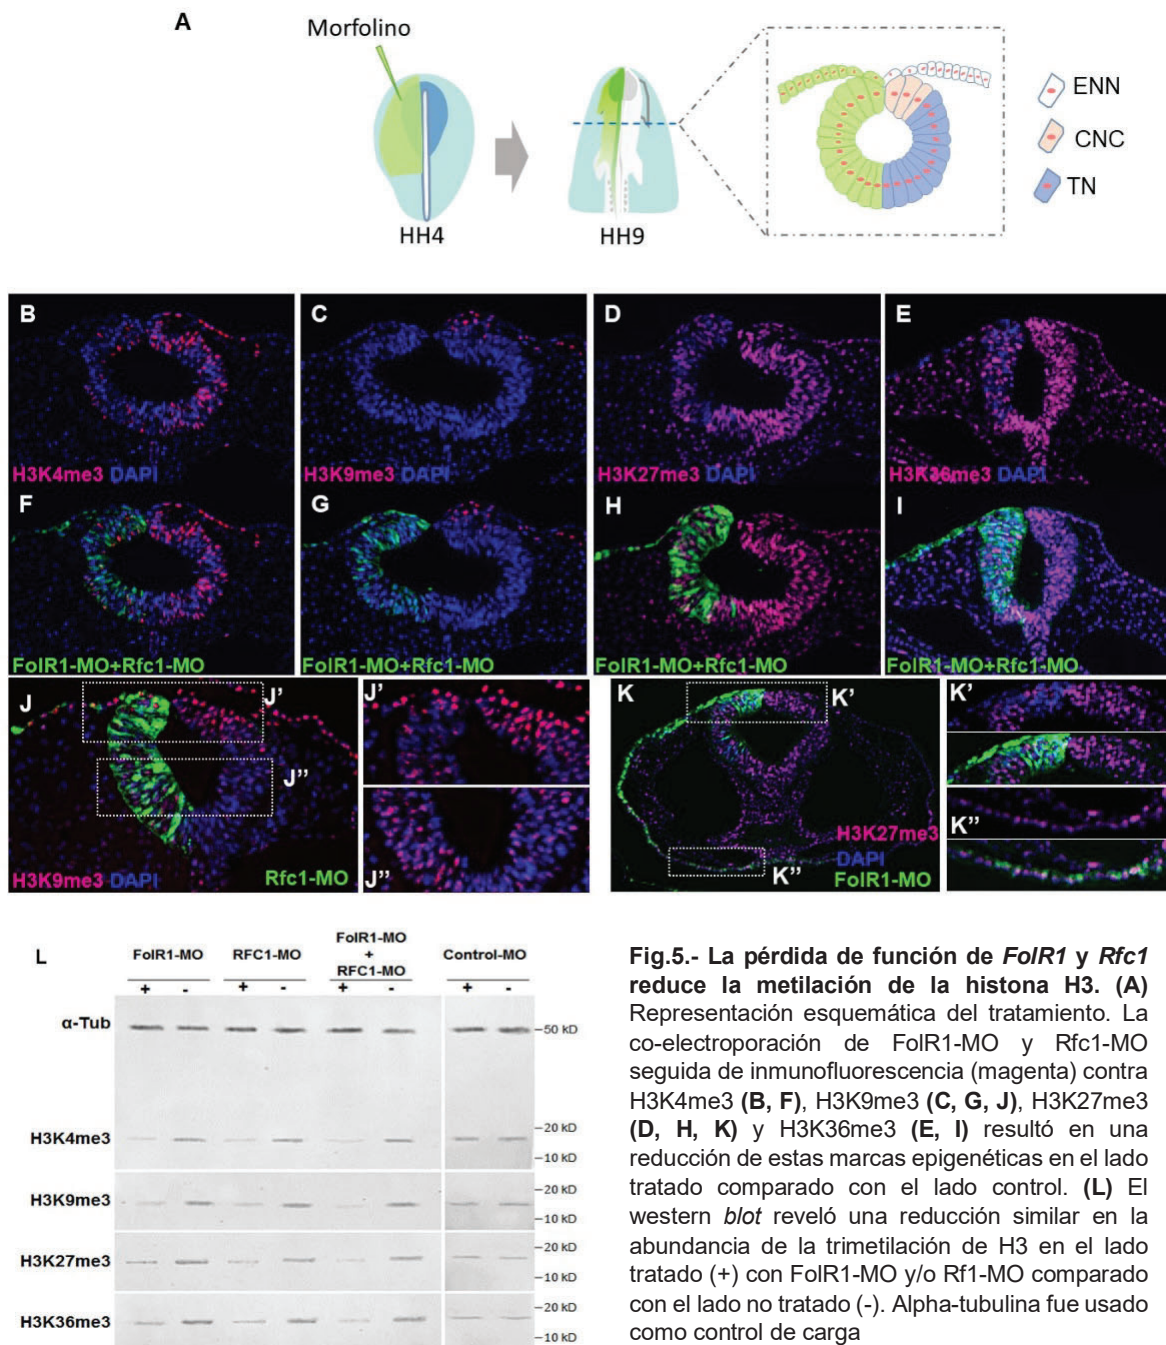 A
Morfolino
HH4
HH9
ENN
CNC
TN
B
C
D
E
H3K4me3 DAPI
H3K9me3 DAPI
H3K27me3 DAPI
H3K36me3 DAPI
F
G
H
I
FolR1-MO+Rfc1-MO
FolR1-MO+Rfc1-MO
FolR1-MO+Rfc1-MO
FolR1-MO+Rfc1-MO
J
J'
J"
H3K9me3 DAPI
Rfc1-MO
J'
J"
K
K'
H3K27me3
DAPI
FolR1-MO
K"
K'
K"
L
FolR1-MO
RFC1-MO
FolR1-MO
+
RFC1-MO
Control-MO
+ - + - + - + -
α-Tub
50 kD
H3K4me3
20 kD
10 kD
H3K9me3
20 kD
10 kD
H3K27me3
20 kD
10 kD
H3K36me3
20 kD
10 kD
Fig.5.- La pérdida de función de FolR1 y Rfc1
reduce la metilación de la histona H3. (A)
Representación esquemática del tratamiento. La
co-electroporación de FolR1-MO y Rfc1-MO
seguida de inmunofluorescencia (magenta) contra
H3K4me3 (B, F), H3K9me3 (C, G, J), H3K27me3
(D, H, K) y H3K36me3 (E, I) resultó en una
reducción de estas marcas epigenéticas en el lado
tratado comparado con el lado control. (L) El
western blot reveló una reducción similar en la
abundancia de la trimetilación de H3 en el lado
tratado (+) con FolR1-MO y/o Rf1-MO comparado
con el lado no tratado (-). Alpha-tubulina fue usado
como control de carga